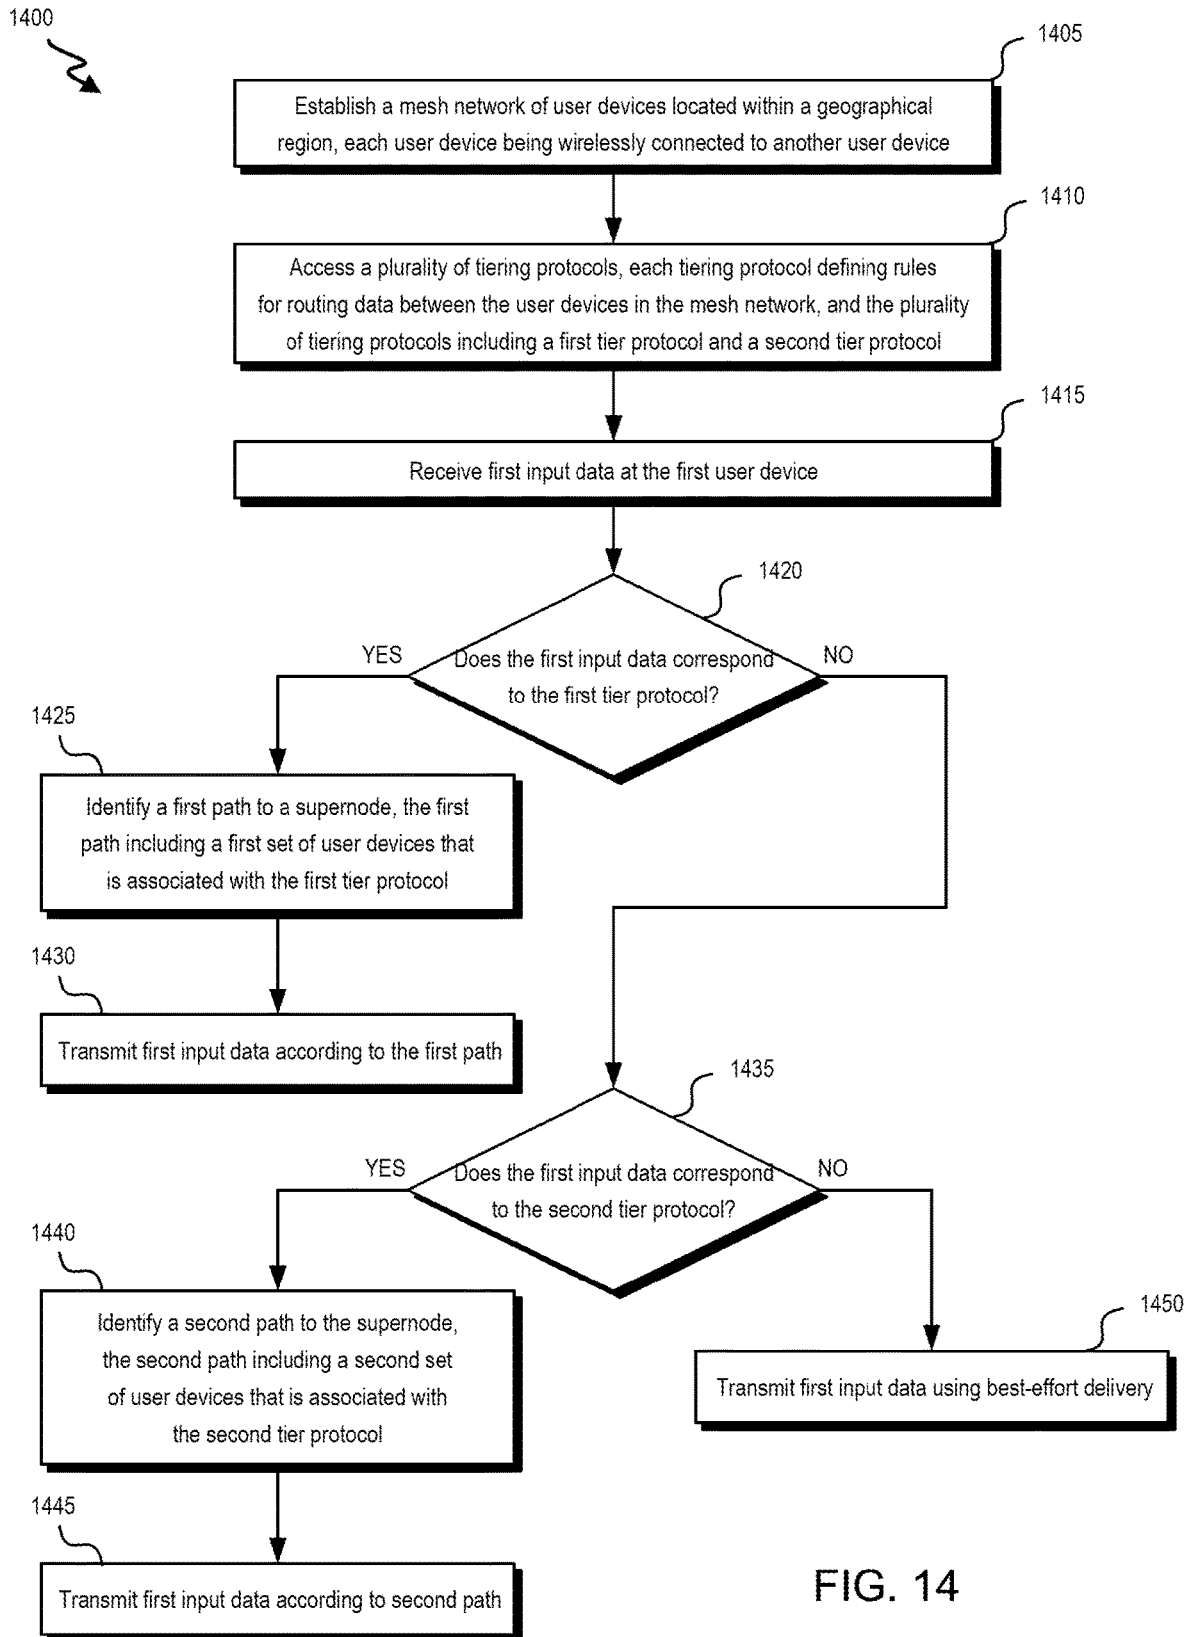 1400
1405
Establish a mesh network of user devices located within a geographical
region, each user device being wirelessly connected to another user device
1410
Access a plurality of tiering protocols, each tiering protocol defining rules
for routing data between the user devices in the mesh network, and the plurality
of tiering protocols including a first tier protocol and a second tier protocol
1415
Receive first input data at the first user device
1420
YES
Does the first input data correspond
to the first tier protocol?
NO
1425
Identify a first path to a supernode, the first
path including a first set of user devices that
is associated with the first tier protocol
1430
Transmit first input data according to the first path
1435
YES
Does the first input data correspond
to the second tier protocol?
NO
1440
Identify a second path to the supernode,
the second path including a second set
of user devices that is associated with
the second tier protocol
1450
Transmit first input data using best-effort delivery
1445
Transmit first input data according to second path
FIG. 14